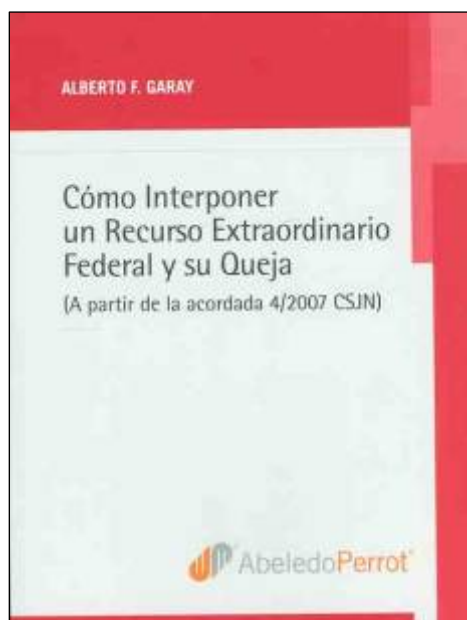 ALBERTO F. GARAY
Cómo Interponer
un Recurso Extraordinario
Federal y su Queja
(A partir de la acordada 4/2007 CSJN)
AbeledoPerrot®